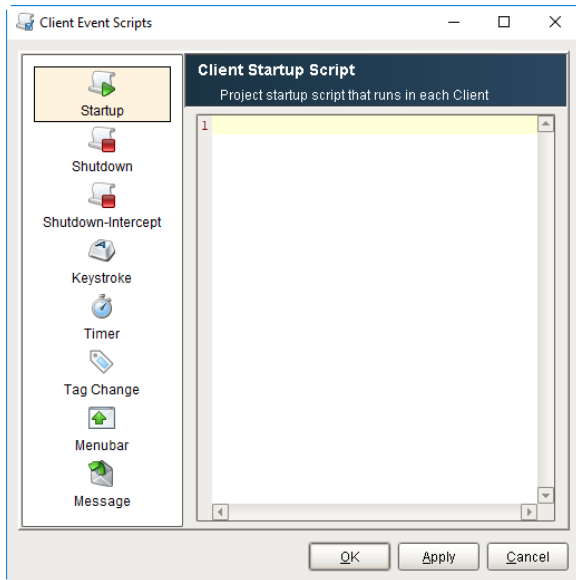 Client Event Scripts
Startup
Shutdown
Shutdown-Intercept
Keystroke
Timer
Tag Change
Menubar
Message
Client Startup Script
Project startup script that runs in each Client
1
OK
Apply
Cancel